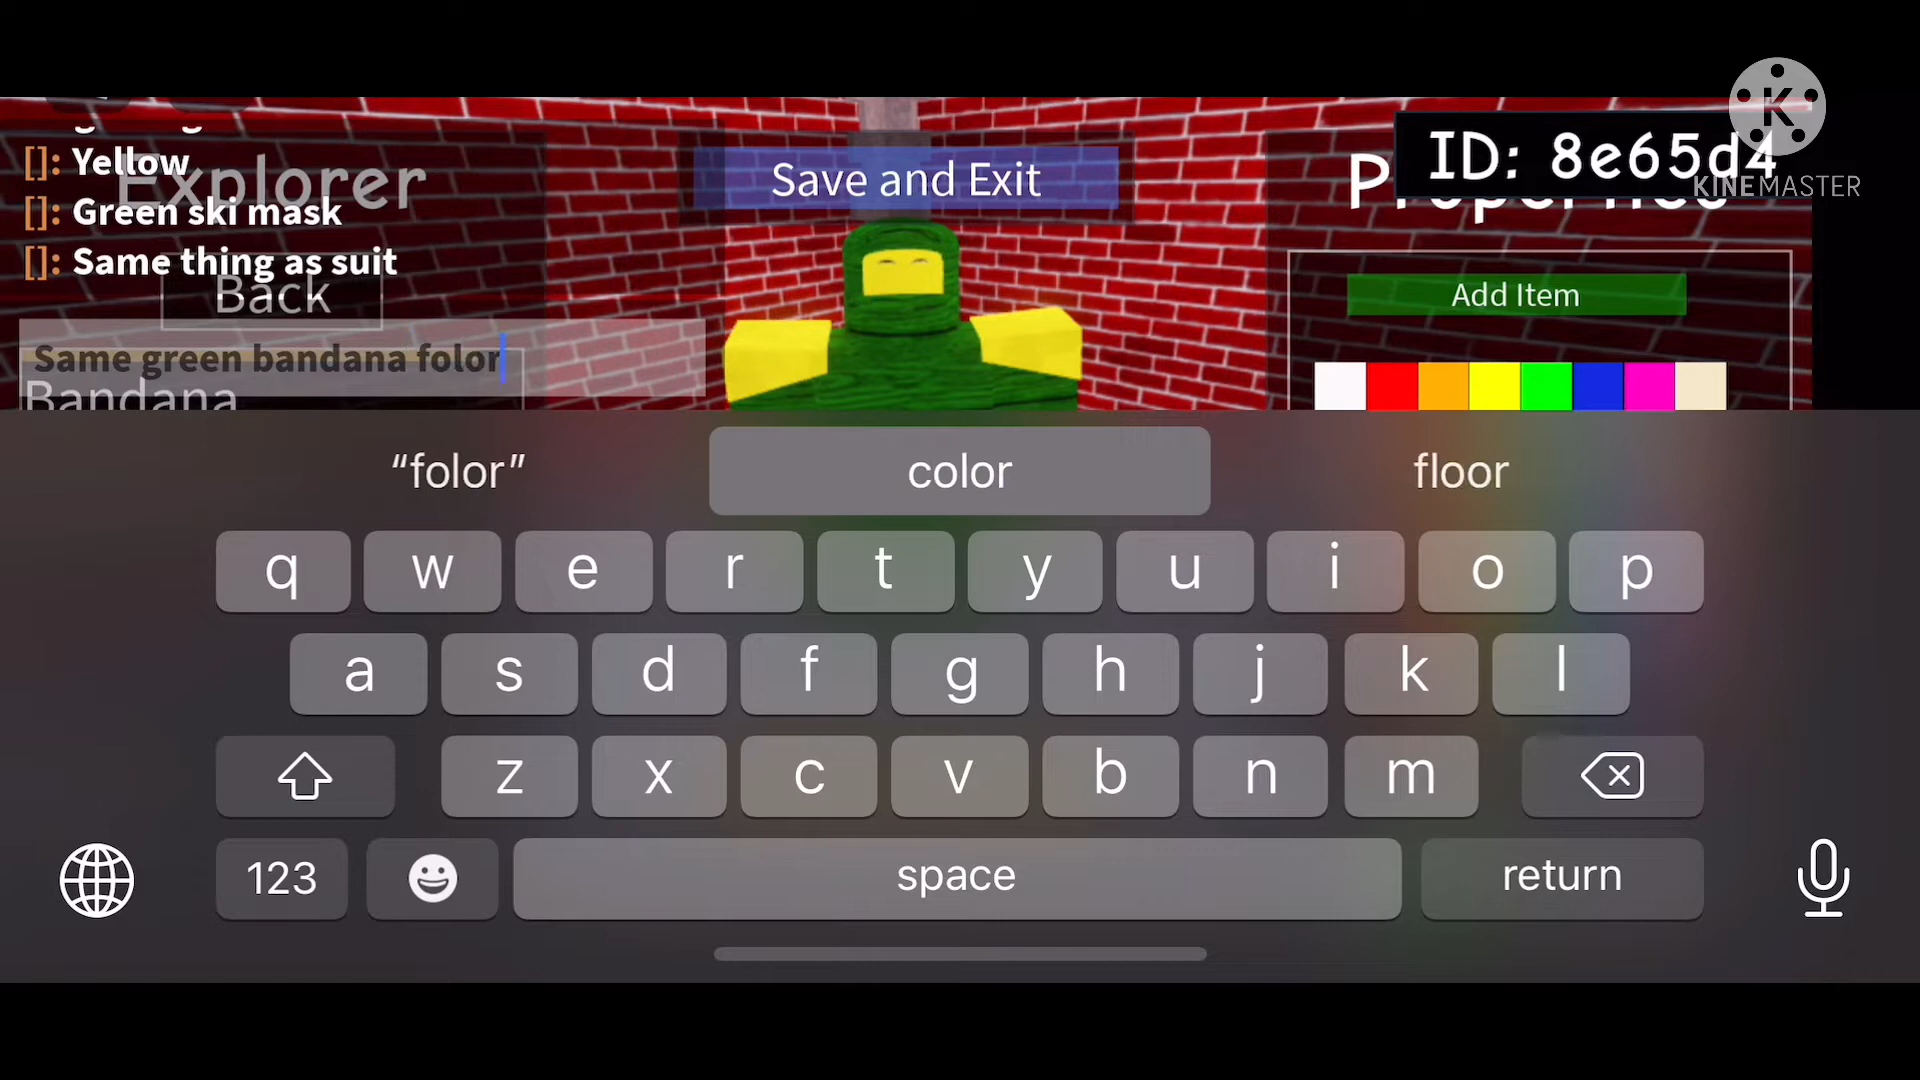 []: Yellow
Explorer
[]: Green ski mask
[]: Same thing as suit
Back
Same green bandana folor
Bandana
Save and Exit
ID: 8e65d4
Properties
KINEMASTER
K
Add Item
“folor”
color
floor
q w e r t y u i o p
a s d f g h j k l
z x c v b n m
123
space
return